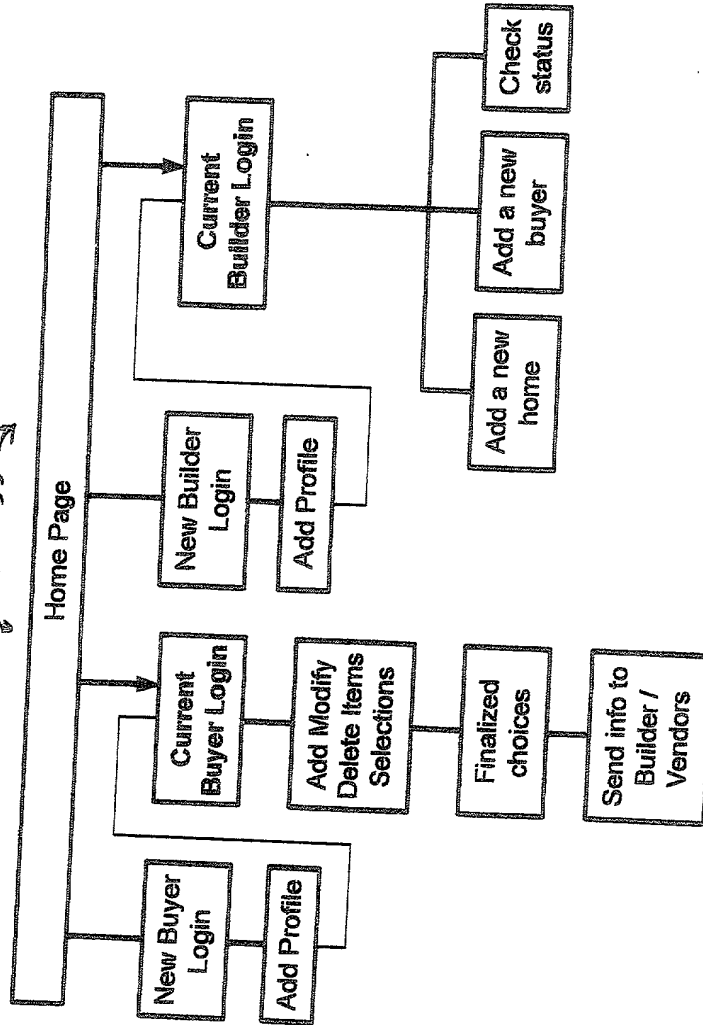 Home Page
New Buyer
Login
Add Profile
Current
Buyer Login
Add Modify
Delete Items
Selections
Finalized
choices
Send info to
Builder /
Vendors
New Builder
Login
Add Profile
Current
Builder Login
Add a new
home
Add a new
buyer
Check
status